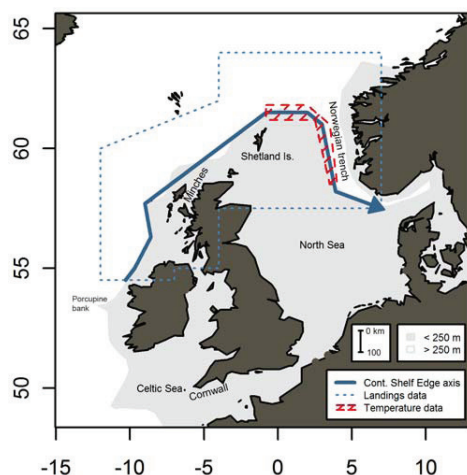 65
60
55
50
-15
-10
-5
0
5
10
Norwegian trench
Shetland Is.
Minches
North Sea
Porcupine
bank
Celtic Sea
Cornwall
0 km
100
< 250 m
> 250 m
Cont. Shelf Edge axis
Landings data
Temperature data